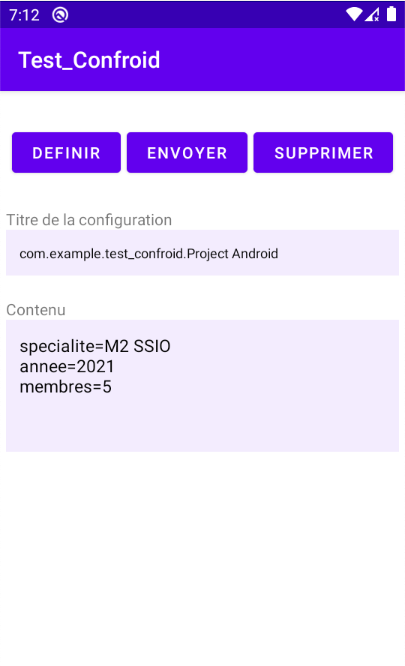 7:12
Test_Confroid
DEFINIR ENVOYER SUPPRIMER
Titre de la configuration
com.example.test_confroid.Project Android
Contenu
specialite=M2 SSIO
annee=2021
membres=5